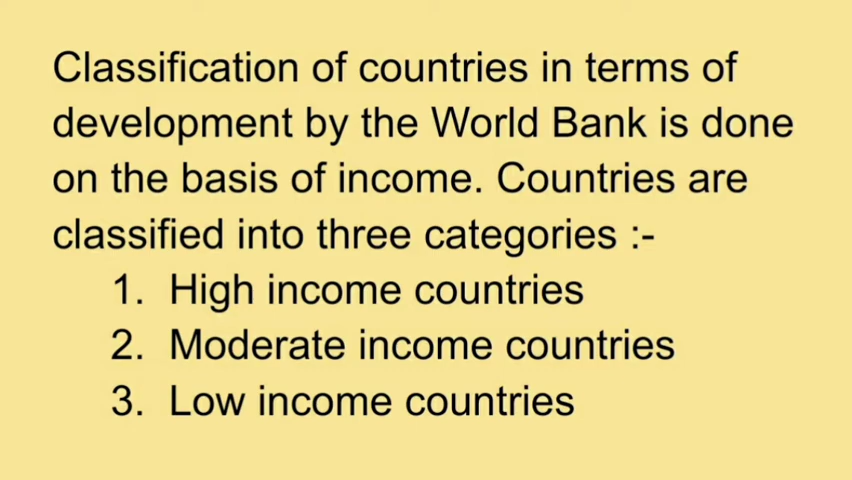 Classification of countries in terms of
development by the World Bank is done
on the basis of income. Countries are
classified into three categories :-
1. High income countries
2. Moderate income countries
3. Low income countries